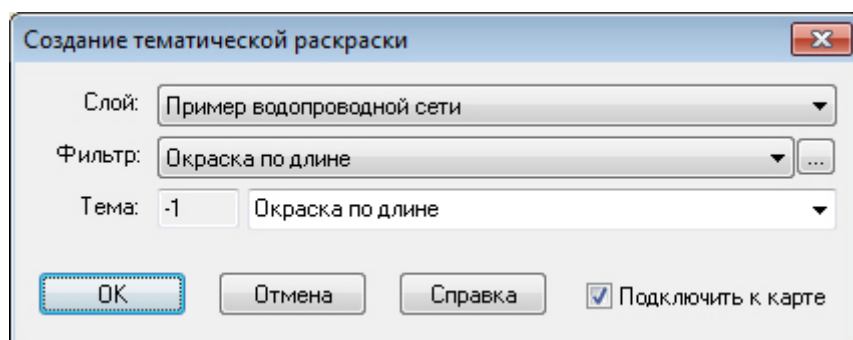 Создание тематической раскраски
Слой: Пример водопроводной сети
Фильтр: Окраска по длине ...
Тема: -1 Окраска по длине
ОК Отмена Справка Подключить к карте